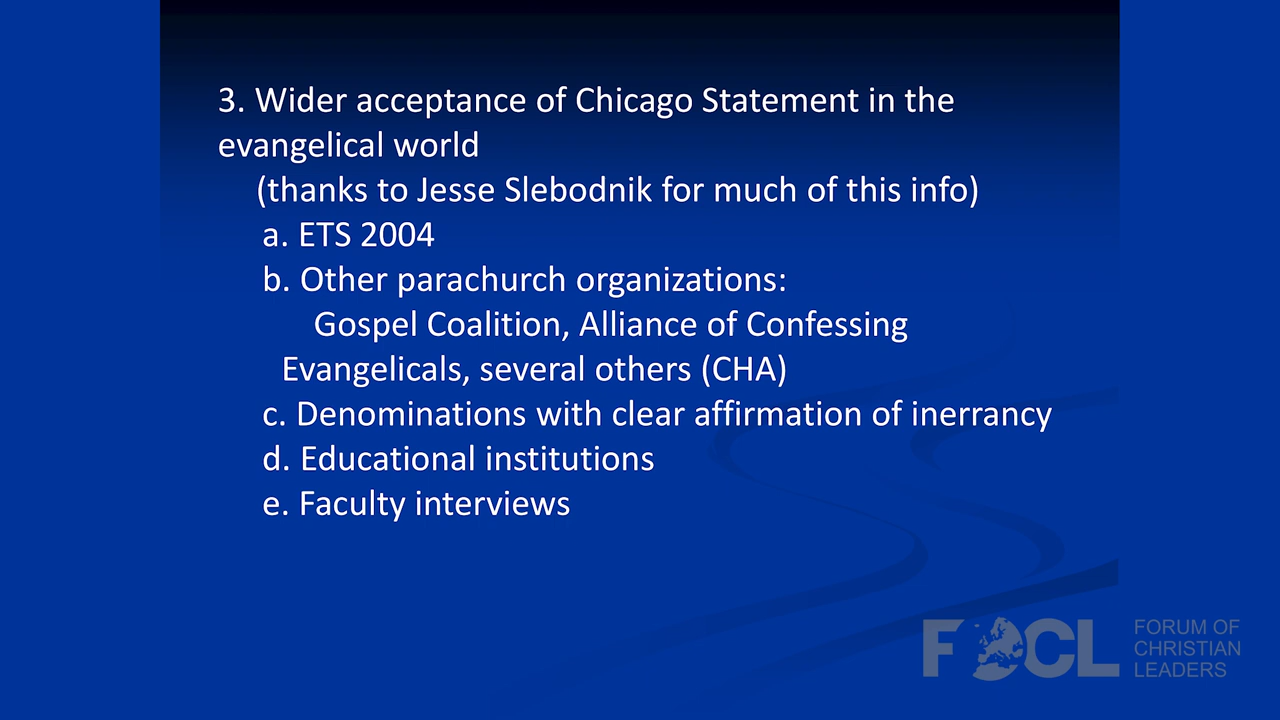 3. Wider acceptance of Chicago Statement in the
evangelical world
(thanks to Jesse Slebodnik for much of this info)
a. ETS 2004
b. Other parachurch organizations:
Gospel Coalition, Alliance of Confessing
Evangelicals, several others (CHA)
c. Denominations with clear affirmation of inerrancy
d. Educational institutions
e. Faculty interviews
FOCL
FORUM OF
CHRISTIAN
LEADERS